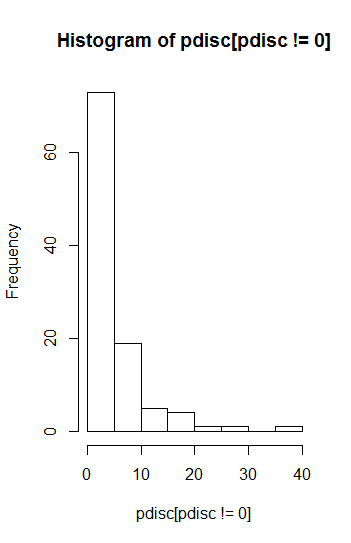 Histogram of pdisc[pdisc != 0]
Frequency
60
40
20
0
0 10 20 30 40
pdisc[pdisc != 0]